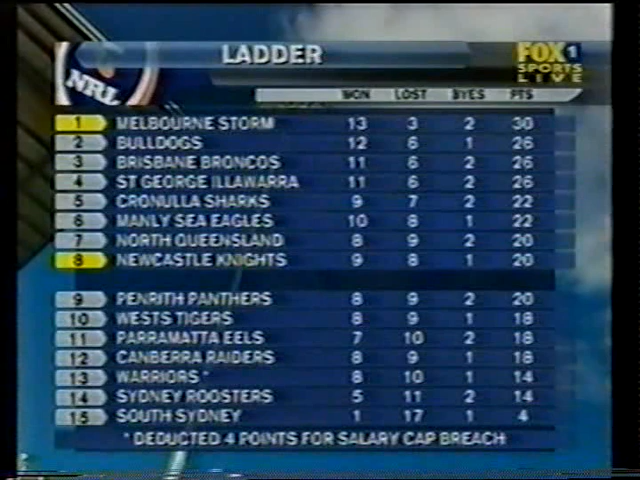 LADDER
FOX 1
SPORTS
LIVE
NRL
WON LOST BYES PTS
1 MELBOURNE STORM 13 3 2 30
2 BULLDOGS 12 6 1 26
3 BRISBANE BRONCOS 11 6 2 26
4 ST GEORGE ILLAWARRA 11 6 2 26
5 CRONULLA SHARKS 9 7 2 22
6 MANLY SEA EAGLES 10 8 1 22
7 NORTH QUEENSLAND 8 9 2 20
8 NEWCASTLE KNIGHTS 9 8 1 20
9 PENRITH PANTHERS 8 9 2 20
10 WESTS TIGERS 8 9 1 18
11 PARRAMATTA EELS 7 10 2 18
12 CANBERRA RAIDERS 8 9 1 18
13 WARRIORS * 8 10 1 14
14 SYDNEY ROOSTERS 5 11 2 14
15 SOUTH SYDNEY 1 17 1 4
* DEDUCTED 4 POINTS FOR SALARY CAP BREACH